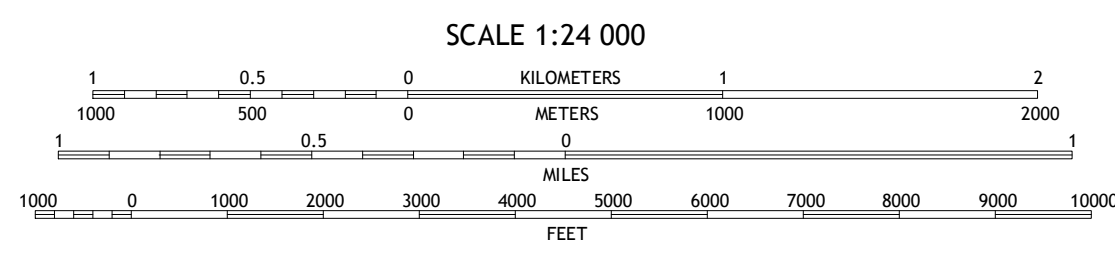 SCALE 1:24 000
1 0.5 0 KILOMETERS 1 2
1000 500 0 METERS 1000 2000
1 0.5 0 1
MILES
1000 0 1000 2000 3000 4000 5000 6000 7000 8000 9000 10000
FEET